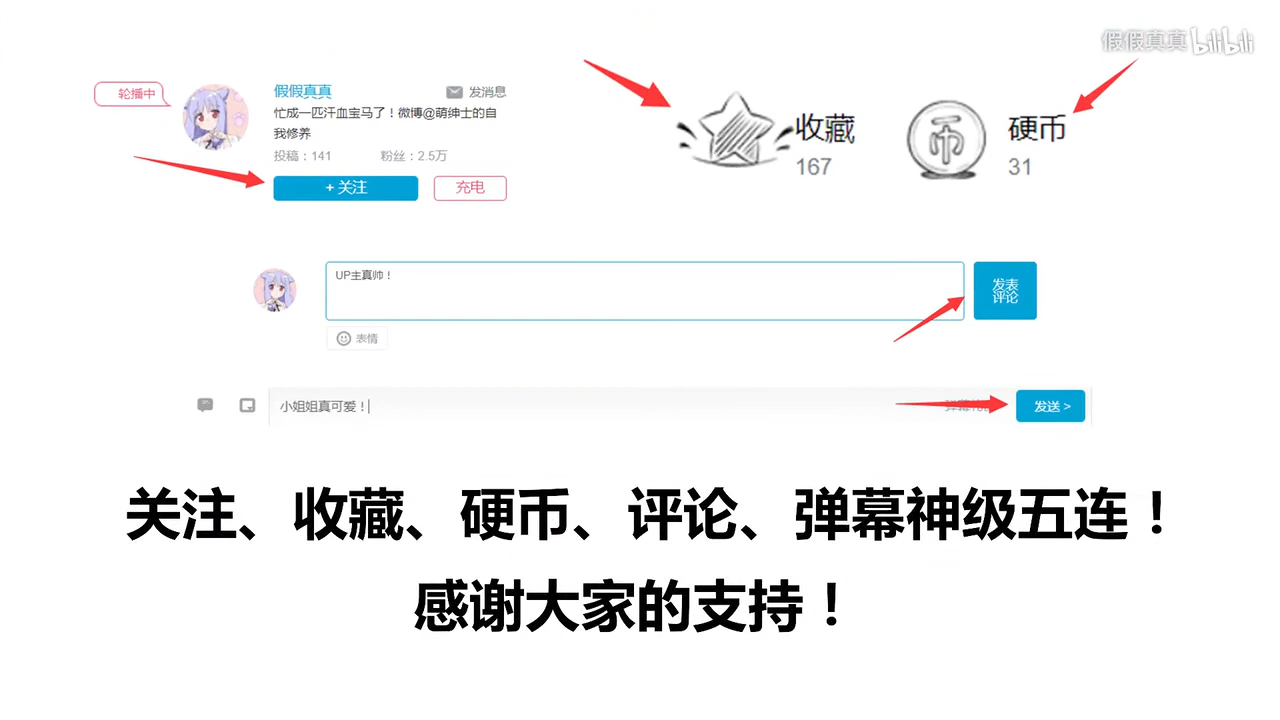 假假真真 bilibili
轮播中
假假真真
发消息
忙成一匹汗血宝马了！微博@萌绅士的自
我修养
投稿：141
粉丝：2.5万
+ 关注
充电
收藏
167
硬币
31
UP主真帅！
发表
评论
表情
小姐姐真可爱！
发送 >
关注、收藏、硬币、评论、弹幕神级五连！
感谢大家的支持！